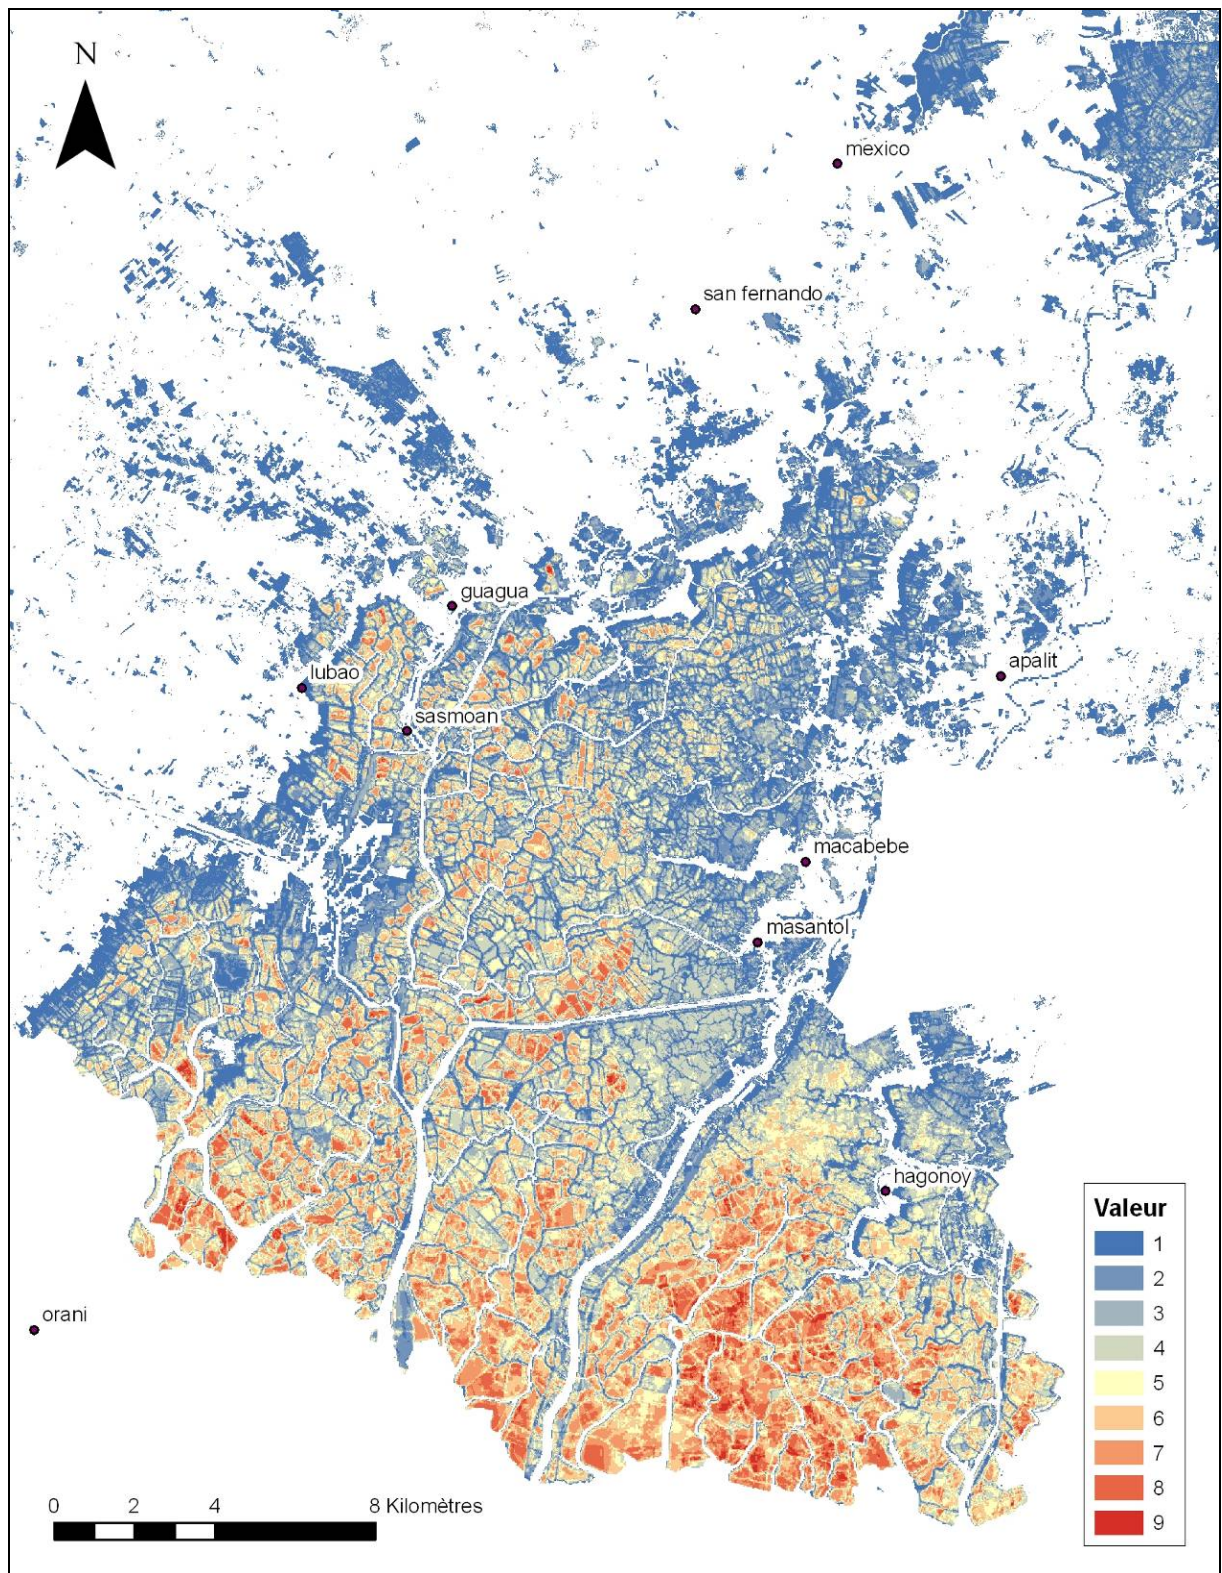 N
mexico
san fernando
guagua
lubao
apalit
sasmoan
macabebe
masantol
hagonoy
orani
Valeur
1
2
3
4
5
6
7
8
9
0 2 4 8 Kilomètres